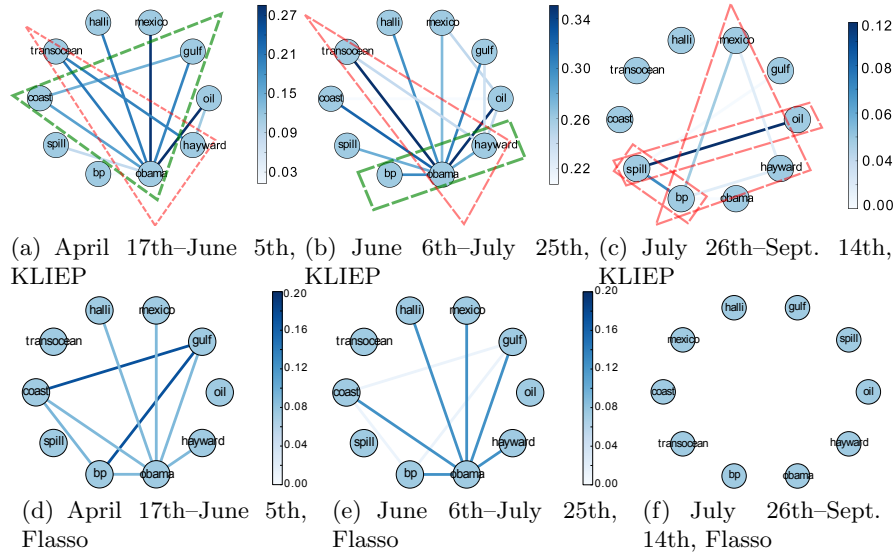 halli
mexico
transocean
gulf
coast
oil
spill
hayward
bp
obama
0.27
0.21
0.15
0.09
0.03
halli
mexico
transocean
gulf
coast
oil
spill
hayward
bp
obama
0.34
0.30
0.26
0.22
halli
mexico
transocean
gulf
coast
oil
spill
hayward
bp
obama
0.12
0.08
0.04
0.00
(a) April 17th–June 5th,
KLIEP
(b) June 6th–July 25th,
KLIEP
(c) July 26th–Sept. 14th,
KLIEP
halli
mexico
transocean
gulf
coast
oil
spill
hayward
bp
obama
0.20
0.16
0.12
0.08
0.04
0.00
halli
mexico
transocean
gulf
coast
oil
spill
hayward
bp
obama
0.20
0.16
0.12
0.08
0.04
0.00
halli
gulf
mexico
spill
coast
oil
transocean
hayward
bp
obama
(d) April 17th–June 5th,
Flasso
(e) June 6th–July 25th,
Flasso
(f) July 26th–Sept.
14th, Flasso